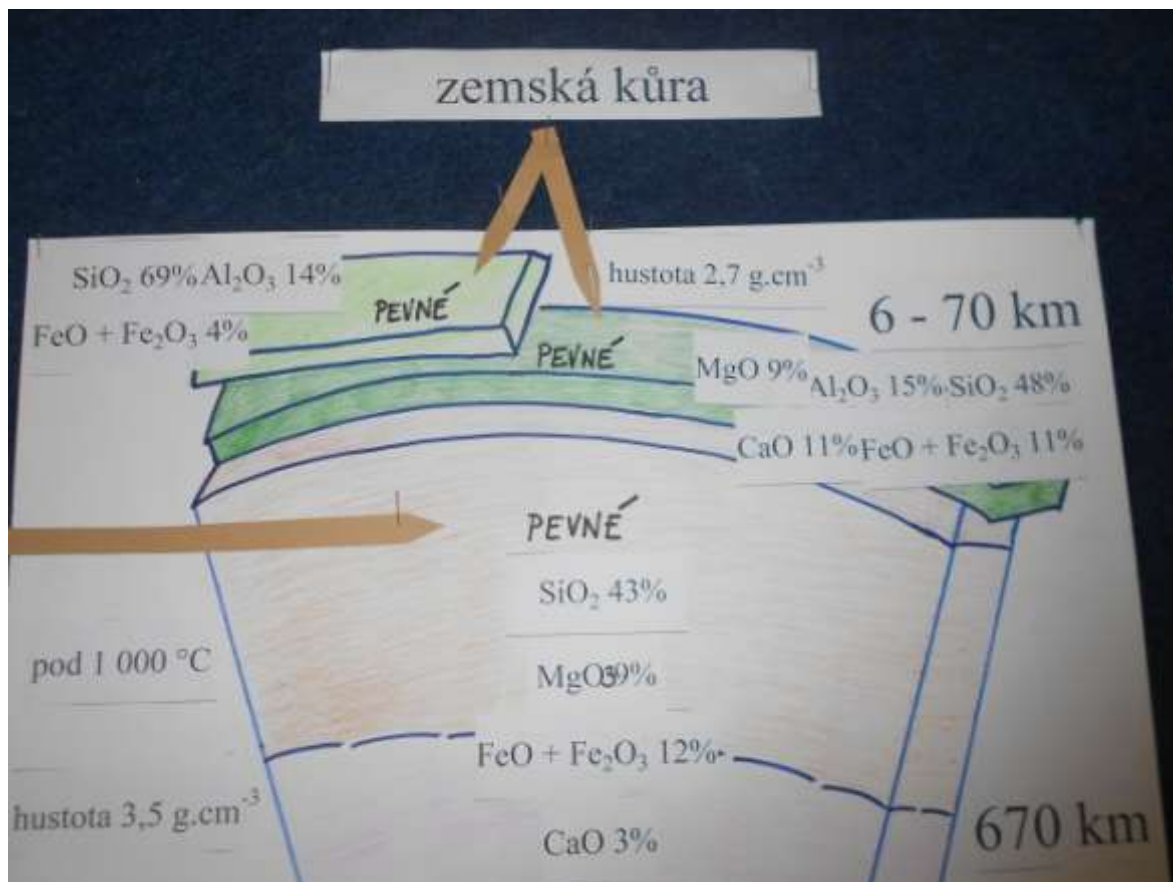 zemská kůra
SiO₂ 69% Al₂O₃ 14%
hustota 2,7 g.cm⁻³
PEVNÉ
6 - 70 km
FeO + Fe₂O₃ 4%
PEVNÉ
MgO 9% Al₂O₃ 15% SiO₂ 48%
CaO 11% FeO + Fe₂O₃ 11%
PEVNÉ
SiO₂ 43%
pod 1 000 °C
MgO 39%
FeO + Fe₂O₃ 12%
hustota 3,5 g.cm⁻³
670 km
CaO 3%